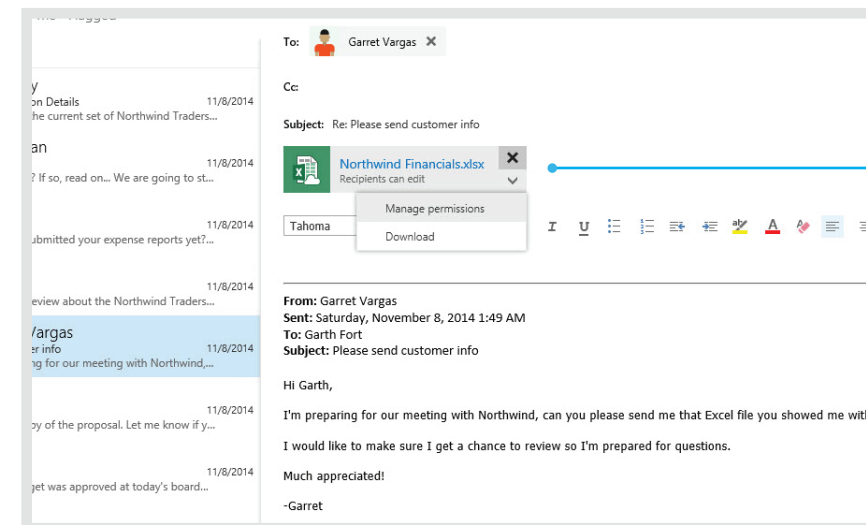 y
on Details 11/8/2014
he current set of Northwind Traders...
an
11/8/2014
? If so, read on... We are going to st...
11/8/2014
ubmitted your expense reports yet?...
11/8/2014
eview about the Northwind Traders...
Vargas
er info 11/8/2014
ng for our meeting with Northwind,...
11/8/2014
py of the proposal. Let me know if y...
11/8/2014
get was approved at today's board...
To: Garret Vargas
Cc:
Subject: Re: Please send customer info
Northwind Financials.xlsx
Recipients can edit
Manage permissions
Download
Tahoma
From: Garret Vargas
Sent: Saturday, November 8, 2014 1:49 AM
To: Garth Fort
Subject: Please send customer info
Hi Garth,
I'm preparing for our meeting with Northwind, can you please send me that Excel file you showed me with
I would like to make sure I get a chance to review so I'm prepared for questions.
Much appreciated!
-Garret